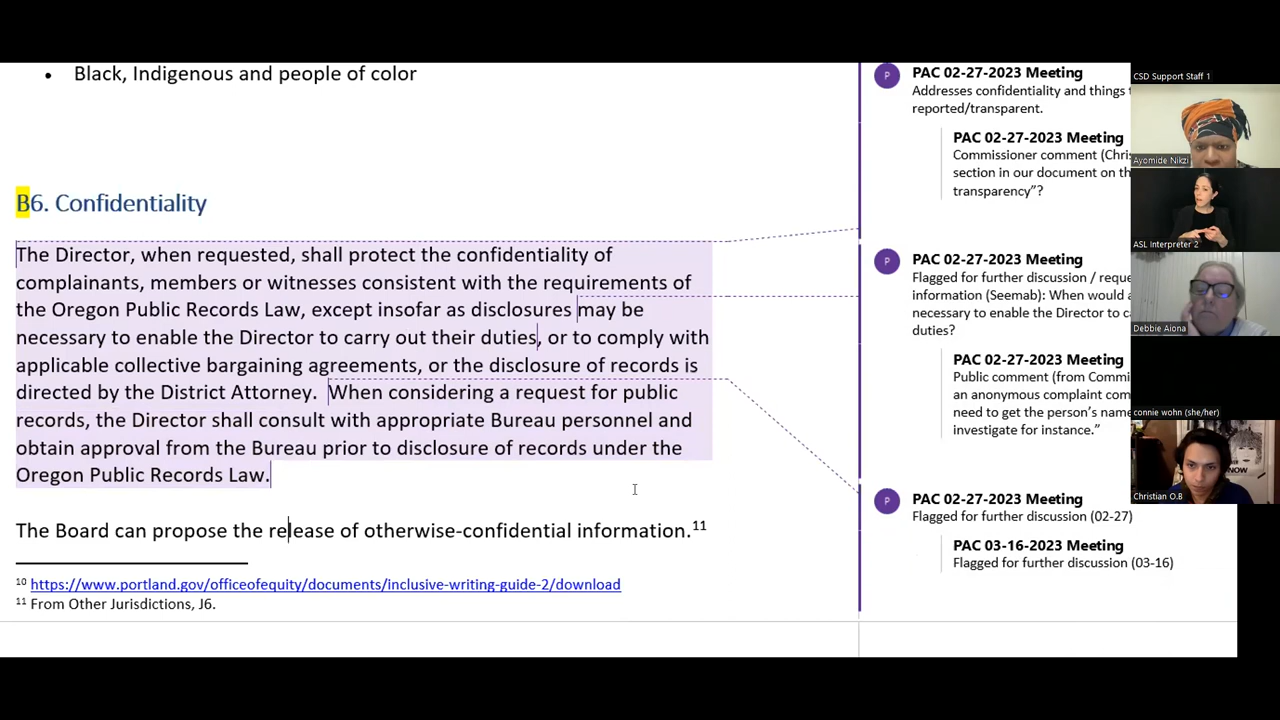 • Black, Indigenous and people of color
B6. Confidentiality
The Director, when requested, shall protect the confidentiality of
complainants, members or witnesses consistent with the requirements of
the Oregon Public Records Law, except insofar as disclosures may be
necessary to enable the Director to carry out their duties, or to comply with
applicable collective bargaining agreements, or the disclosure of records is
directed by the District Attorney. When considering a request for public
records, the Director shall consult with appropriate Bureau personnel and
obtain approval from the Bureau prior to disclosure of records under the
Oregon Public Records Law.
The Board can propose the release of otherwise-confidential information.11
10 https://www.portland.gov/officeofequity/documents/inclusive-writing-guide-2/download
11 From Other Jurisdictions, J6.
P
PAC 02-27-2023 Meeting
Addresses confidentiality and things
reported/transparent.
PAC 02-27-2023 Meeting
Commissioner comment (Chris
section in our document on th
transparency"?
P
PAC 02-27-2023 Meeting
Flagged for further discussion / reque
information (Seemab): When would a
necessary to enable the Director to ca
duties?
PAC 02-27-2023 Meeting
Public comment (from Commi
an anonymous complaint com
need to get the person's name
investigate for instance."
P
PAC 02-27-2023 Meeting
Flagged for further discussion (02-27)
PAC 03-16-2023 Meeting
Flagged for further discussion (03-16)
CSD Support Staff 1
Ayomide Nikzi
ASL Interpreter 2
Debbie Aiona
connie wohn (she/her)
NOW
Christian O.B